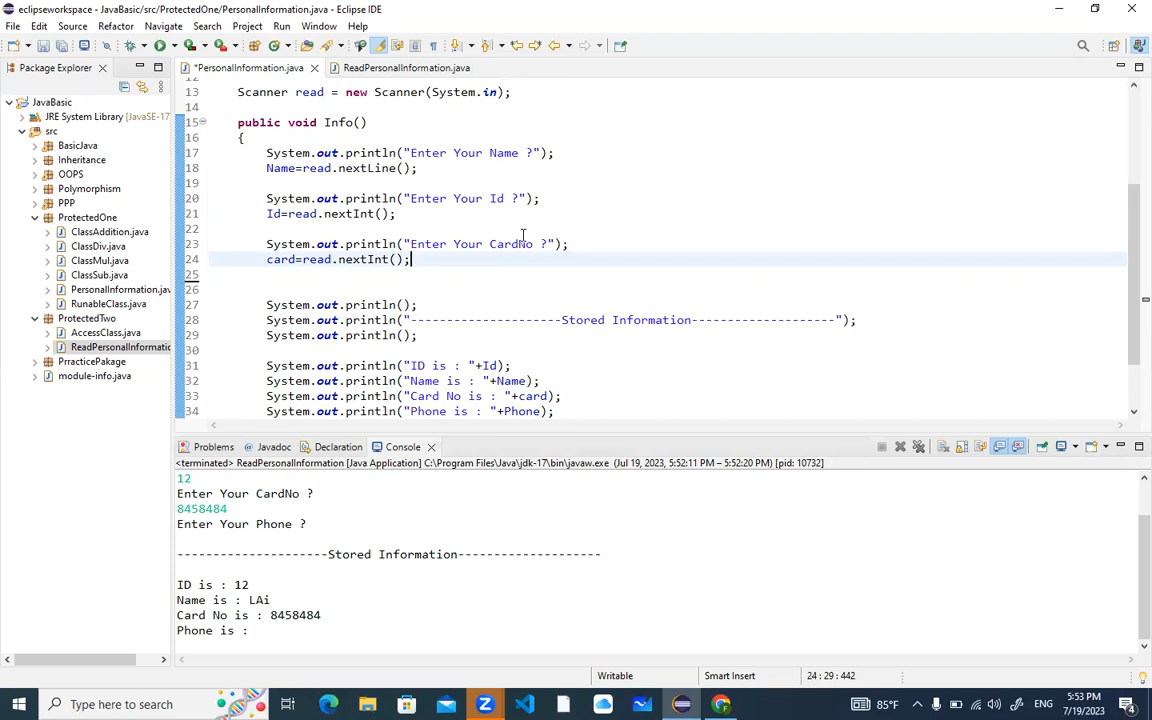 eclipseworkspace - JavaBasic/src/ProtectedOne/PersonalInformation.java - Eclipse IDE
File Edit Source Refactor Navigate Search Project Run Window Help
Package Explorer
*PersonalInformation.java
ReadPersonalInformation.java
JavaBasic
JRE System Library [JavaSE-17
src
BasicJava
Inheritance
OOPS
Polymorphism
PPP
ProtectedOne
ClassAddition.java
ClassDiv.java
ClassMul.java
ClassSub.java
PersonalInformation.jav
RunableClass.java
ProtectedTwo
AccessClass.java
ReadPersonalInformatic
PrracticePakage
module-info.java
12
13 Scanner read = new Scanner(System.in);
14
15 public void Info()
16 {
17 System.out.println("Enter Your Name ?");
18 Name=read.nextLine();
19
20 System.out.println("Enter Your Id ?");
21 Id=read.nextInt();
22
23 System.out.println("Enter Your CardNo ?");
24 card=read.nextInt();
25
26
27 System.out.println();
28 System.out.println("---------------------Stored Information--------------------");
29 System.out.println();
30
31 System.out.println("ID is : "+Id);
32 System.out.println("Name is : "+Name);
33 System.out.println("Card No is : "+card);
34 System.out.println("Phone is : "+Phone);
Problems Javadoc Declaration Console
<terminated> ReadPersonalInformation [Java Application] C:\Program Files\Java\jdk-17\bin\javaw.exe (Jul 19, 2023, 5:52:11 PM – 5:52:20 PM) [pid: 10732]
12
Enter Your CardNo ?
8458484
Enter Your Phone ?
---------------------Stored Information--------------------
ID is : 12
Name is : LAi
Card No is : 8458484
Phone is :
Writable Smart Insert 24 : 29 : 442
Type here to search
85°F
ENG
5:53 PM
7/19/2023
4